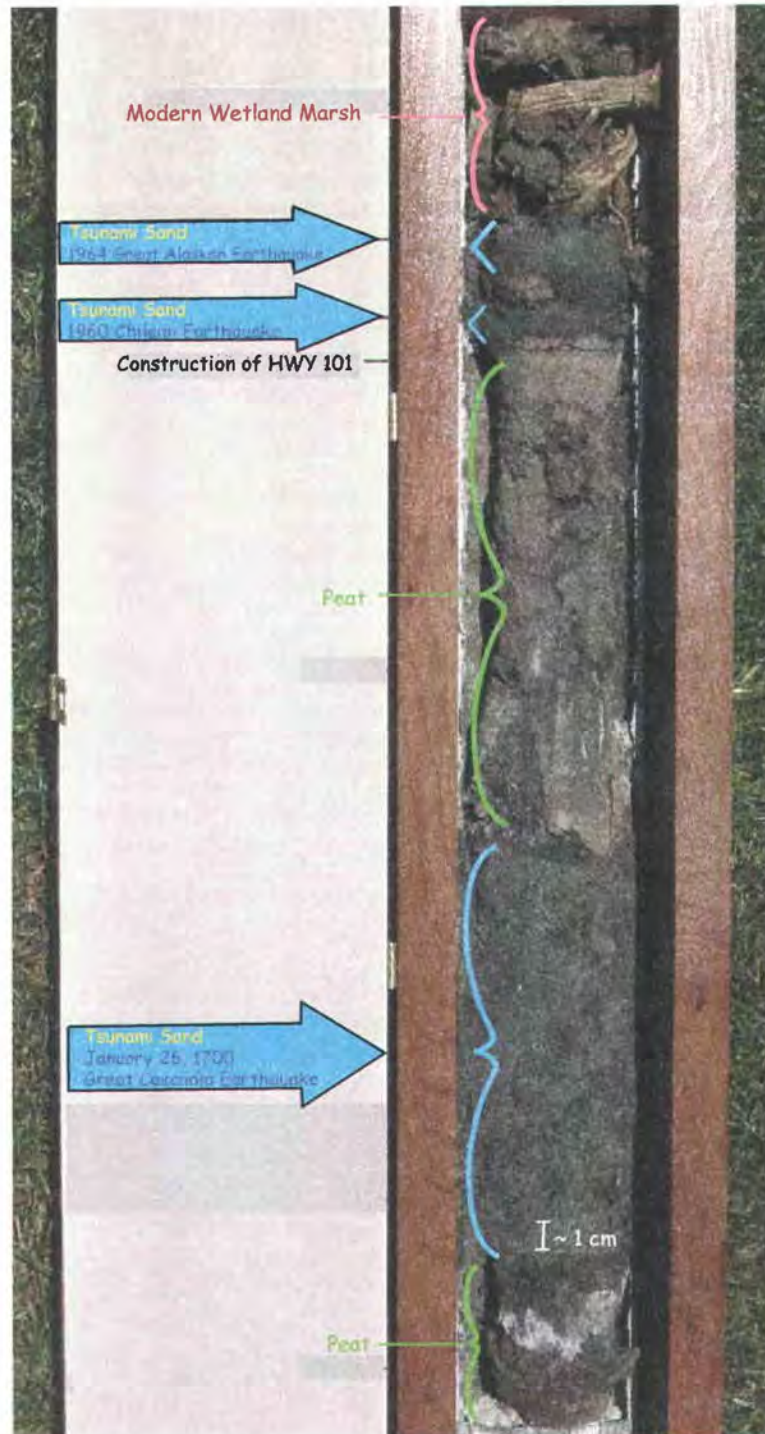 Modern Wetland Marsh
Tsunami Sand
1964 Great Alaskan Earthquake
Tsunami Sand
1960 Chilean Earthquake
Construction of HWY 101
Peat
Tsunami Sand
January 26, 1700
Great Cascadia Earthquake
I ~ 1 cm
Peat